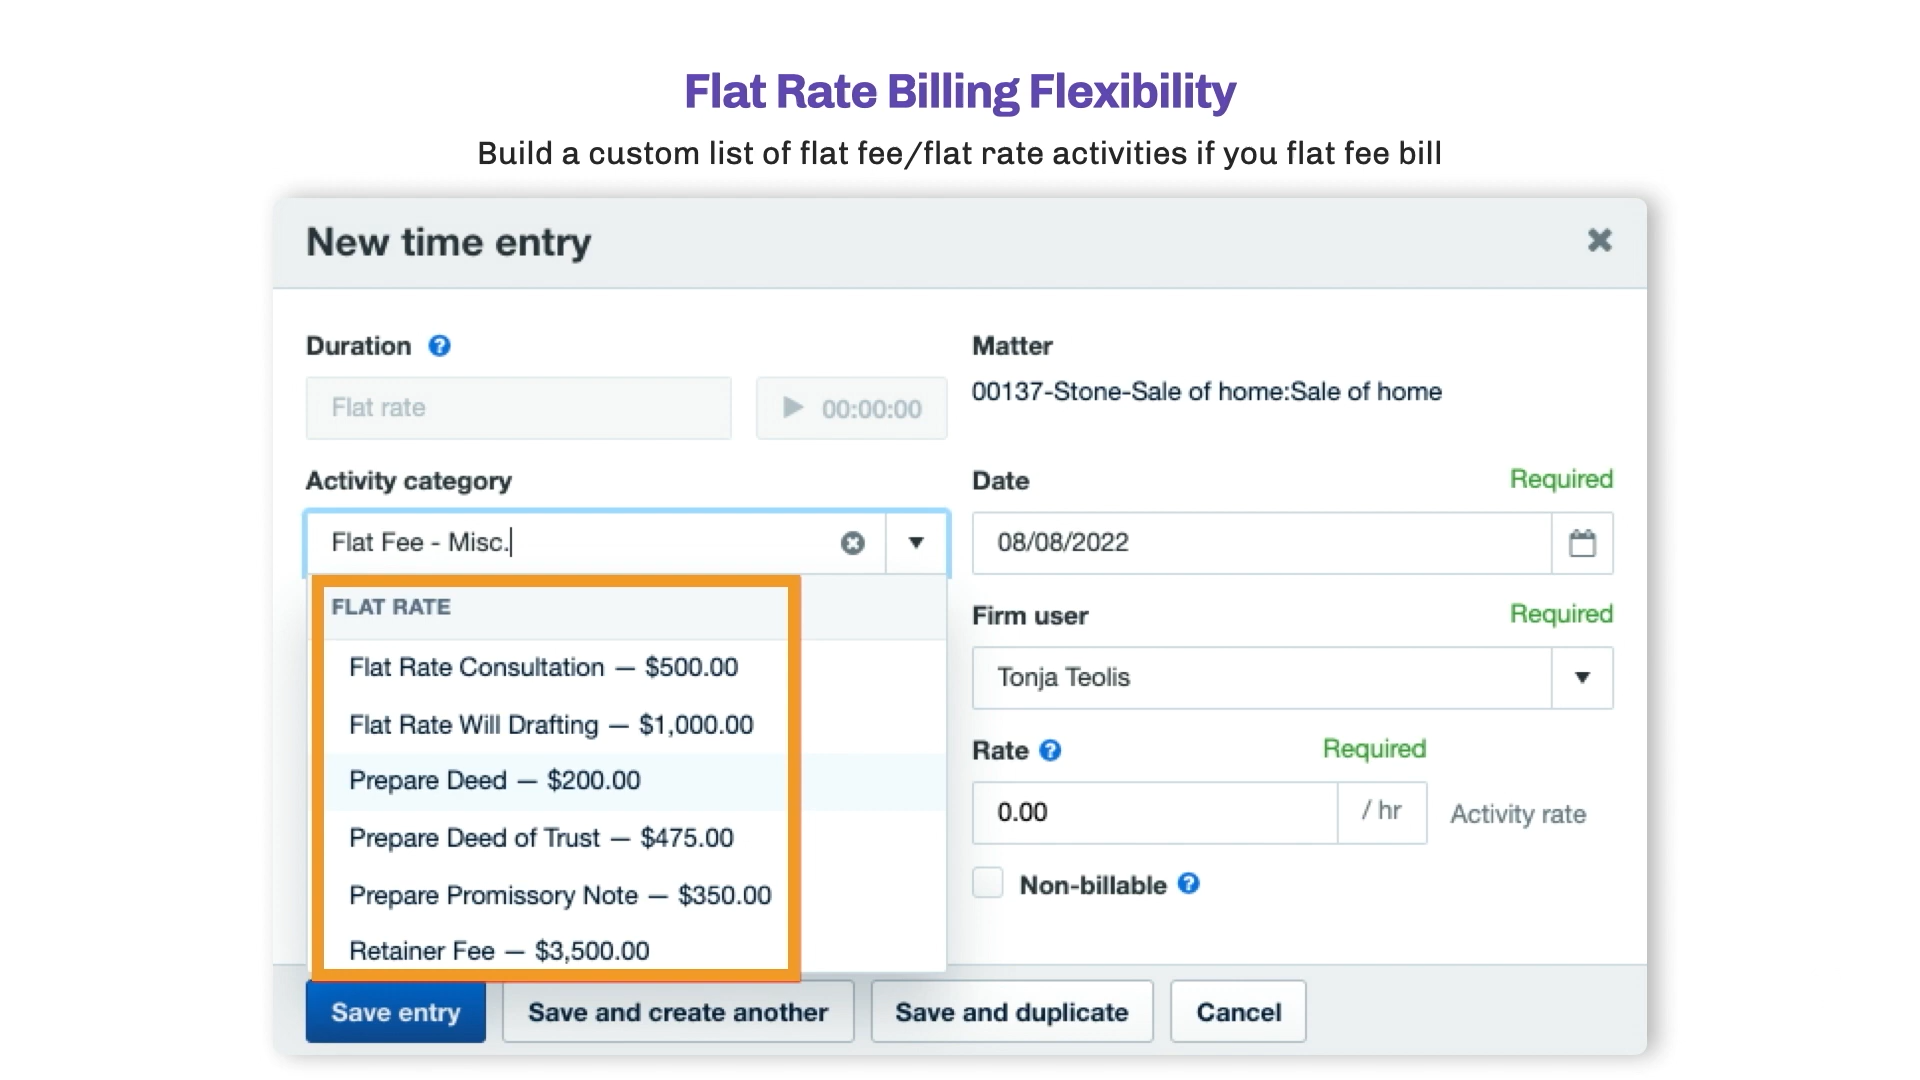 Flat Rate Billing Flexibility
Build a custom list of flat fee/flat rate activities if you flat fee bill
New time entry
Duration
Flat rate
00:00:00
Matter
00137-Stone-Sale of home:Sale of home
Activity category
Flat Fee - Misc.
Date
Required
08/08/2022
FLAT RATE
Flat Rate Consultation — $500.00
Flat Rate Will Drafting — $1,000.00
Prepare Deed — $200.00
Prepare Deed of Trust — $475.00
Prepare Promissory Note — $350.00
Retainer Fee — $3,500.00
Firm user
Required
Tonja Teolis
Rate
Required
0.00
/ hr
Activity rate
Non-billable
Save entry
Save and create another
Save and duplicate
Cancel